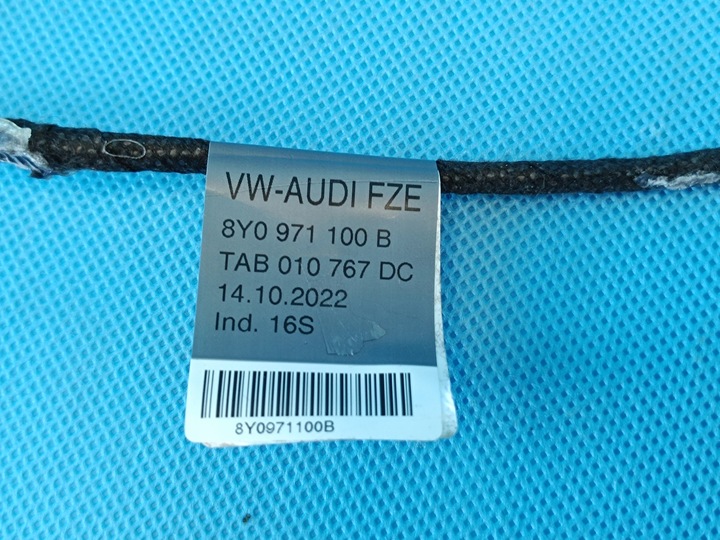 VW-AUDI FZE
8Y0 971 100 B
TAB 010 767 DC
14.10.2022
Ind. 16S
8Y0971100B